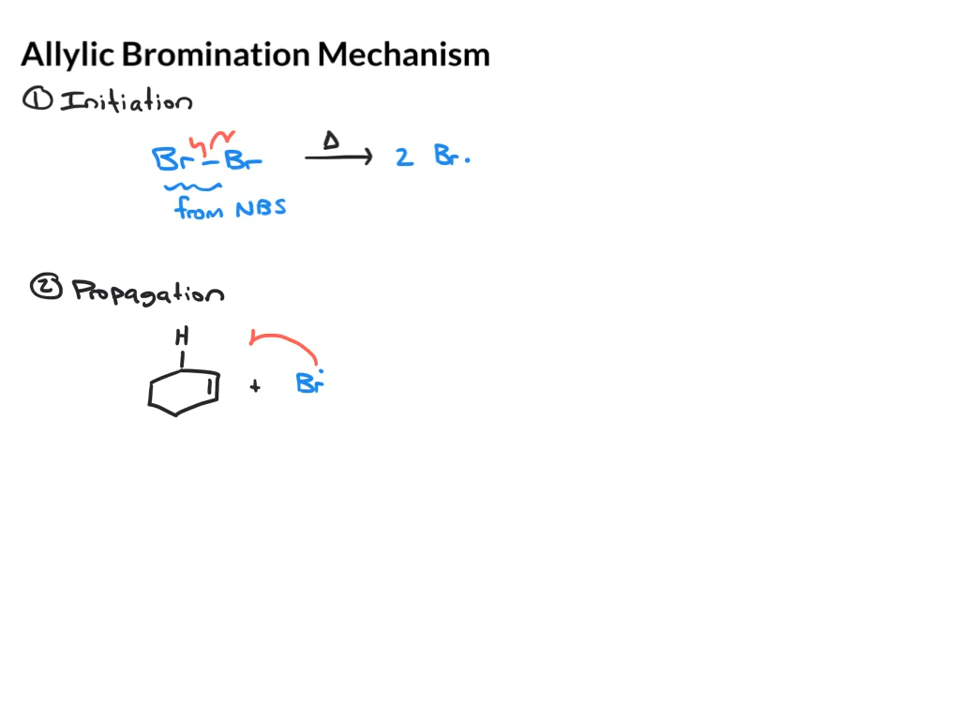 Allylic Bromination Mechanism
① Initiation
Br–Br Δ→ 2 Br·
from NBS
② Propagation
H
+ Br·